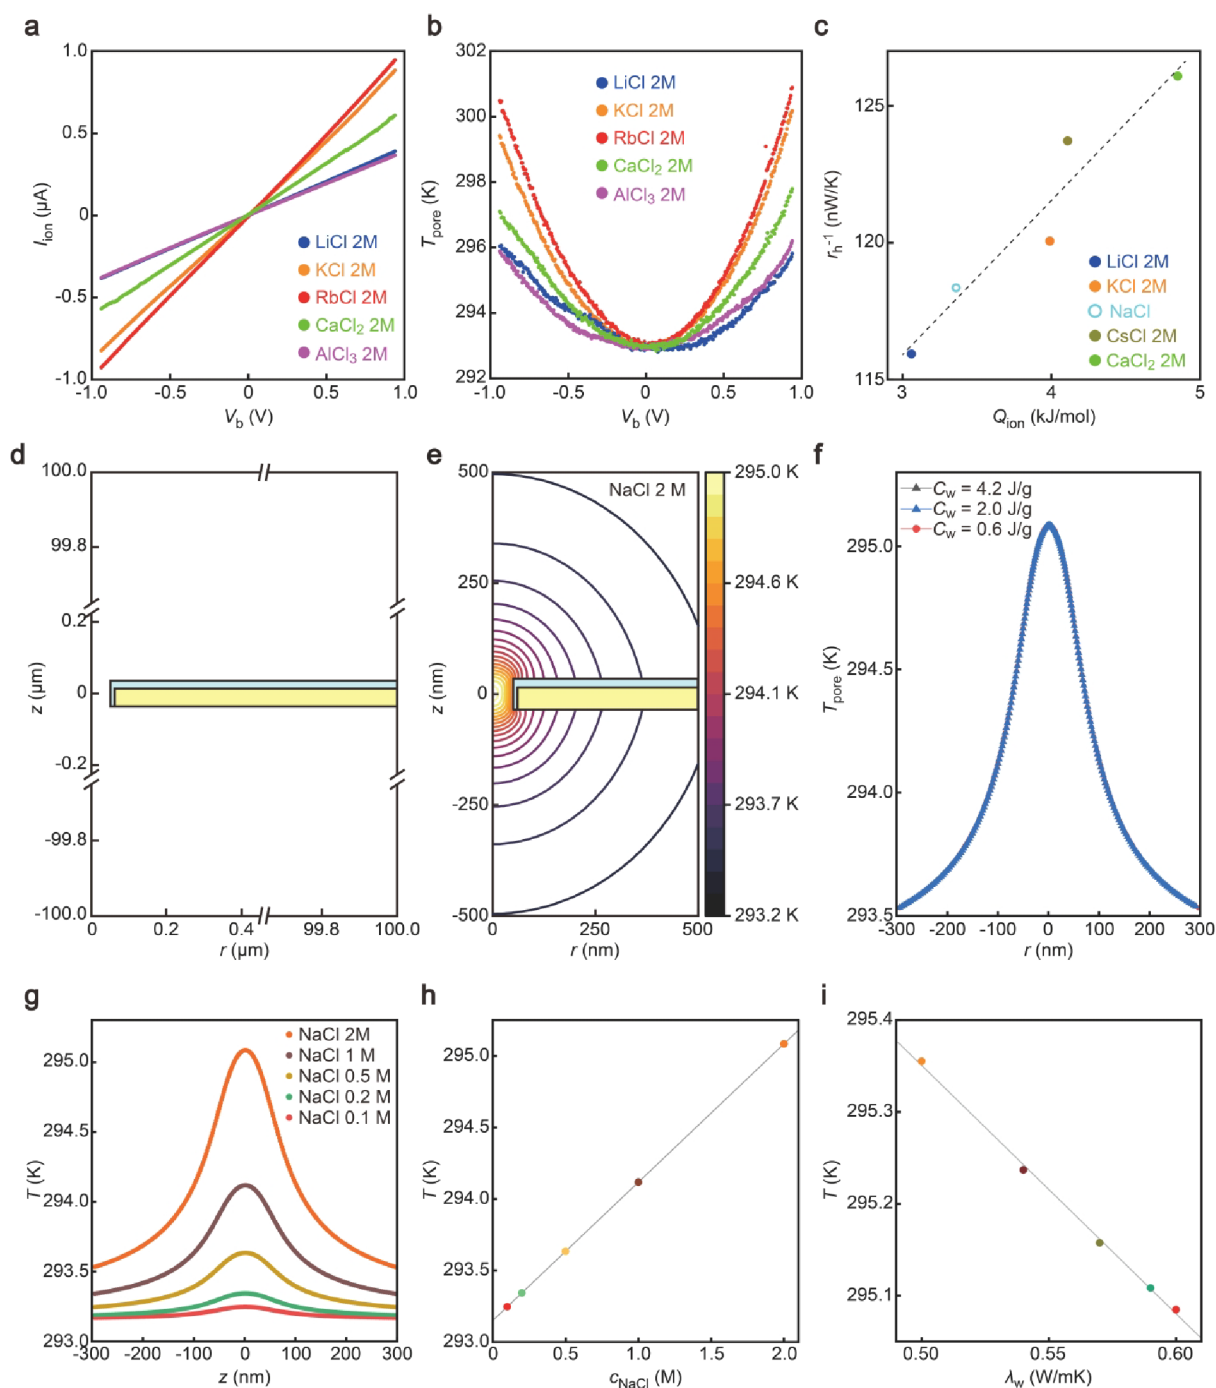 a
1.0
0.5
0
-0.5
-1.0
I_ion (µA)
LiCl 2M
KCl 2M
RbCl 2M
CaCl₂ 2M
AlCl₃ 2M
-1.0 -0.5 0 0.5 1.0
V_b (V)
b
302
300
298
296
294
292
T_pore (K)
LiCl 2M
KCl 2M
RbCl 2M
CaCl₂ 2M
AlCl₃ 2M
-1.0 -0.5 0 0.5 1.0
V_b (V)
c
125
120
115
r_h⁻¹ (nW/K)
LiCl 2M
KCl 2M
NaCl
CsCl 2M
CaCl₂ 2M
3 4 5
Q_ion (kJ/mol)
d
100.0
99.8
0.2
0
-0.2
-99.8
-100.0
z (µm)
0 0.2 0.4 99.8 100.0
r (µm)
e
500
250
0
-250
-500
z (nm)
NaCl 2 M
295.0 K
294.6 K
294.1 K
293.7 K
293.2 K
250 500
r (nm)
f
C_w = 4.2 J/g
C_w = 2.0 J/g
C_w = 0.6 J/g
295.0
294.5
294.0
293.5
T_pore (K)
-300 -200 -100 0 100 200 300
r (nm)
g
NaCl 2M
NaCl 1 M
NaCl 0.5 M
NaCl 0.2 M
NaCl 0.1 M
295.0
294.5
294.0
293.5
293.0
T (K)
-300 -200 -100 0 100 200 300
z (nm)
h
295.0
294.5
294.0
293.5
293.0
T (K)
0 0.5 1.0 1.5 2.0
c_NaCl (M)
i
295.4
295.3
295.2
295.1
T (K)
0.50 0.55 0.60
λ_w (W/mK)